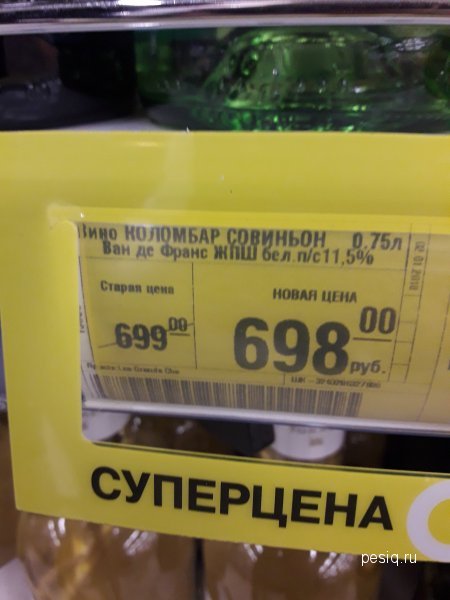 Вино КОЛОМБАР СОВИНЬОН 0,75л
Ван де Франс ЖПШ бел.п/с11,5%
Старая цена
НОВАЯ ЦЕНА
699 00
698 00 руб.
СУПЕРЦЕНА
pesiq.ru